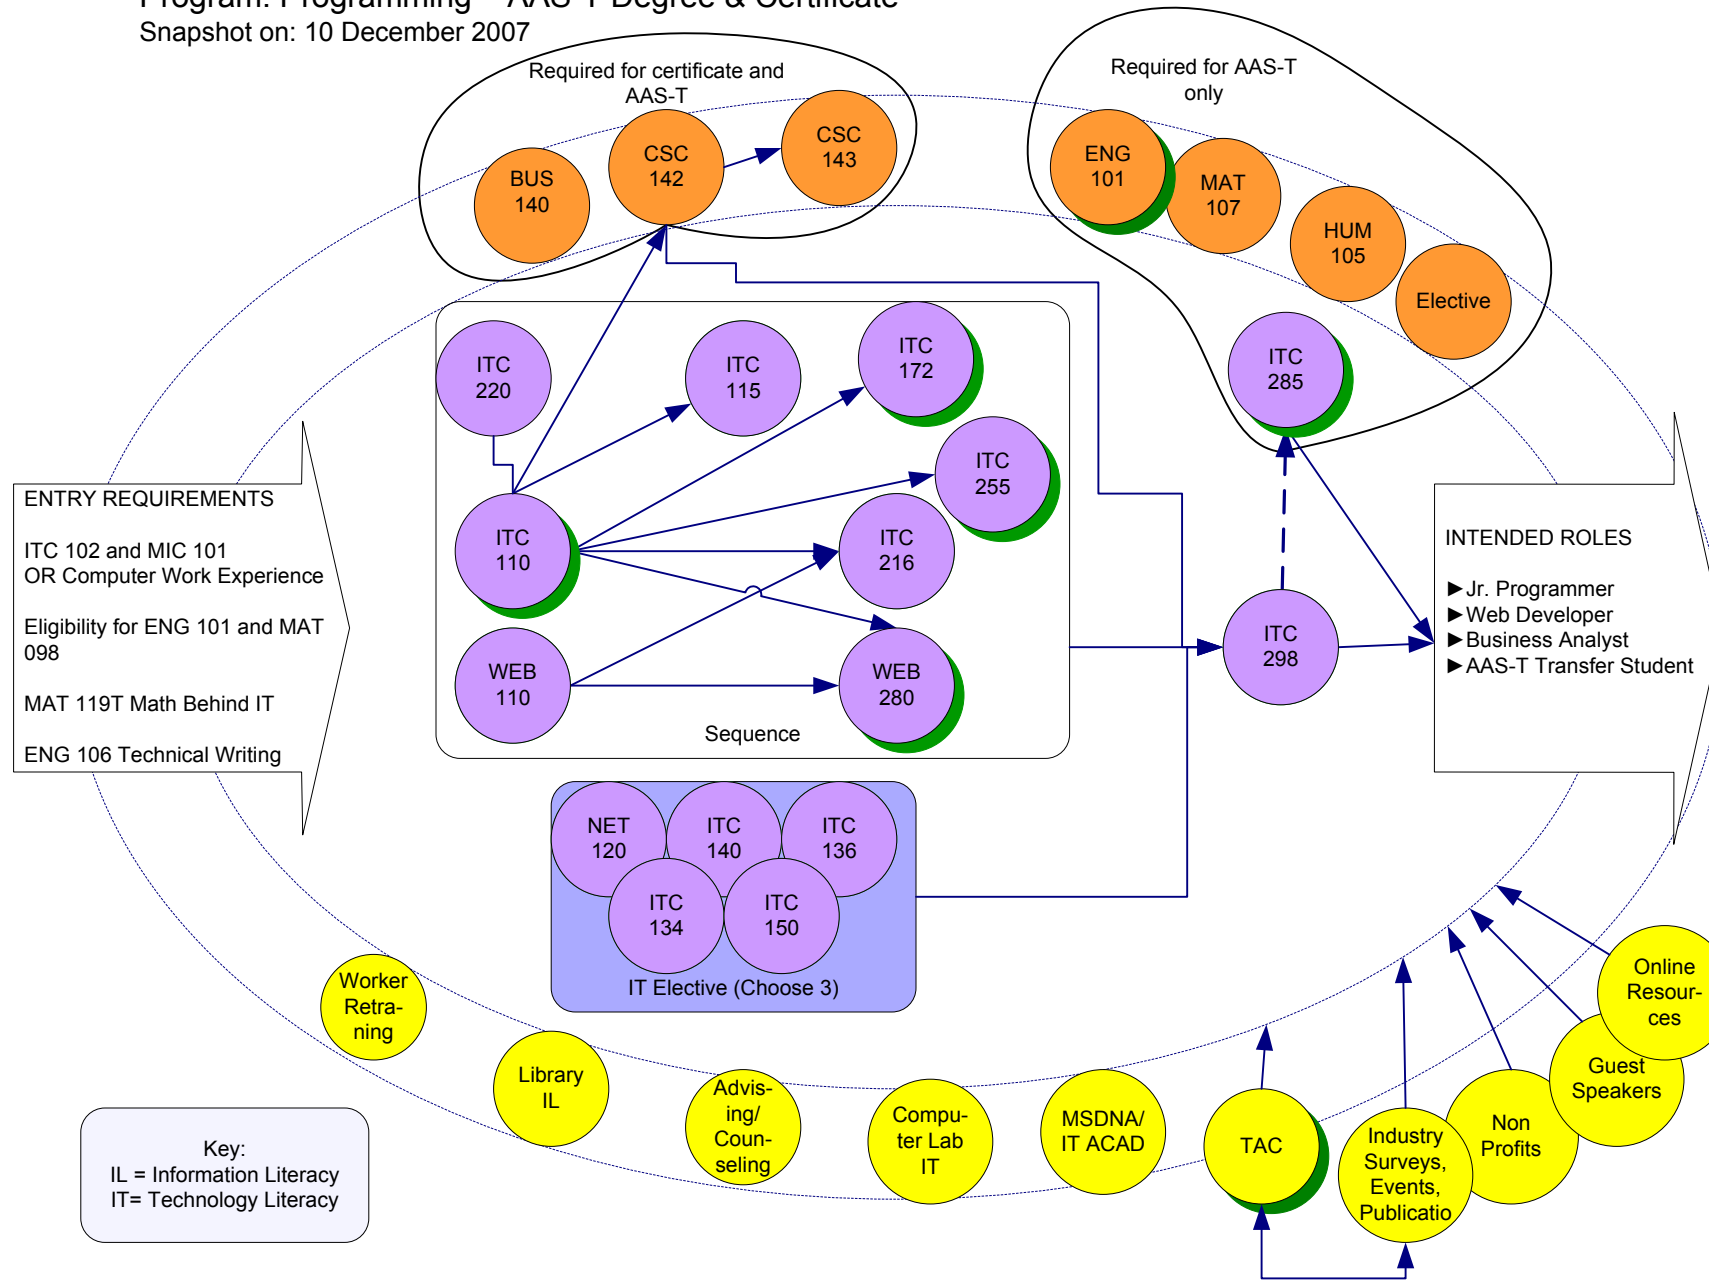 Program: Programming – AAS-T Degree & Certificate
Snapshot on: 10 December 2007
Required for certificate and
AAS-T
BUS
140
CSC
142
CSC
143
Required for AAS-T
only
ENG
101
MAT
107
HUM
105
Elective
ITC
285
ITC
220
ITC
115
ITC
172
ITC
255
ITC
110
ITC
216
WEB
110
WEB
280
Sequence
ENTRY REQUIREMENTS
ITC 102 and MIC 101
OR Computer Work Experience
Eligibility for ENG 101 and MAT
098
MAT 119T Math Behind IT
ENG 106 Technical Writing
ITC
298
INTENDED ROLES
►Jr. Programmer
►Web Developer
►Business Analyst
►AAS-T Transfer Student
NET
120
ITC
140
ITC
136
ITC
134
ITC
150
IT Elective (Choose 3)
Worker
Retra-
ning
Library
IL
Advis-
ing/
Coun-
seling
Compu-
ter Lab
IT
MSDNA/
IT ACAD
TAC
Industry
Surveys,
Events,
Publicatio
Non
Profits
Guest
Speakers
Online
Resour-
ces
Key:
IL = Information Literacy
IT= Technology Literacy